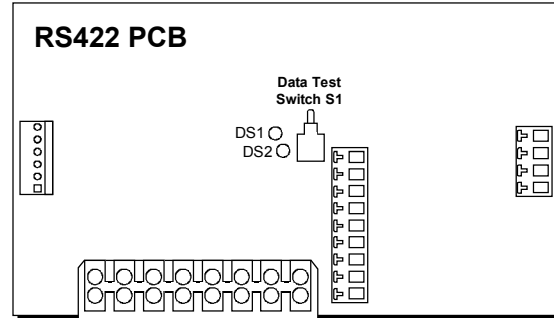 RS422 PCB
Data Test
Switch S1
DS1
DS2